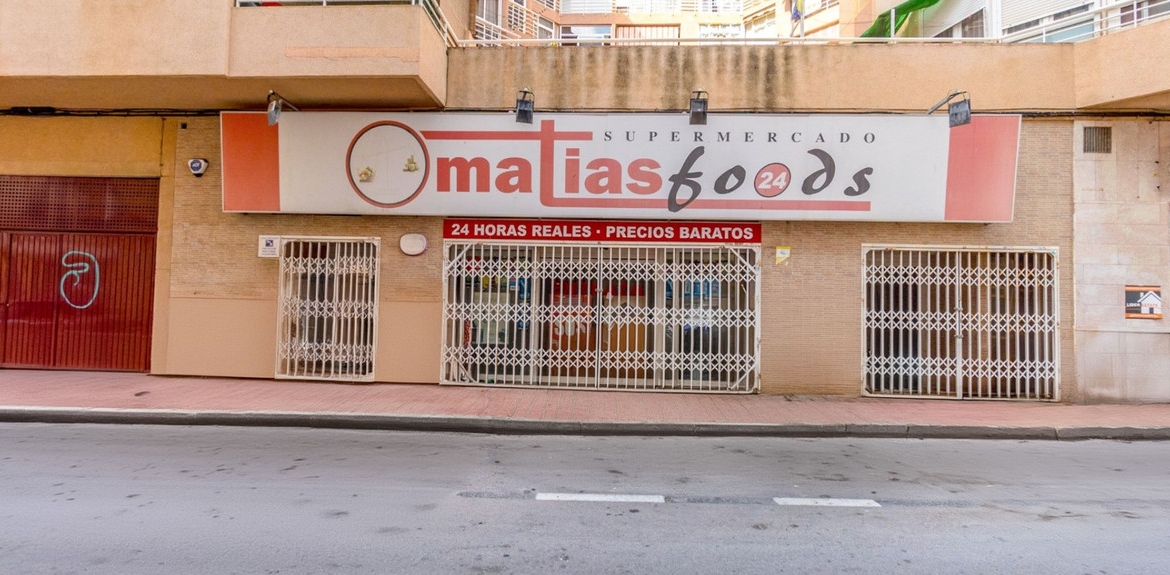 SUPERMERCADO
matias foods
24
24 HORAS REALES · PRECIOS BARATOS